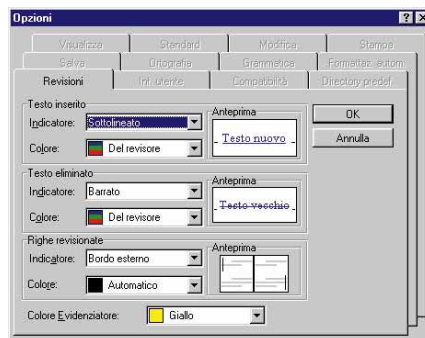 Opzioni
Visualizza Standard Modifica Stampa
Salva Ortografia Grammatica Formattaz. autom.
Revisioni Inf. utente Compatibilità Directory predef.
Testo inserito
Indicatore: Sottolineato
Colore: Del revisore
Anteprima
Testo nuovo
OK
Annulla
Testo eliminato
Indicatore: Barrato
Colore: Del revisore
Anteprima
Testo vecchio
Righe revisionate
Indicatore: Bordo esterno
Colore: Automatico
Anteprima
Colore Evidenziatore: Giallo